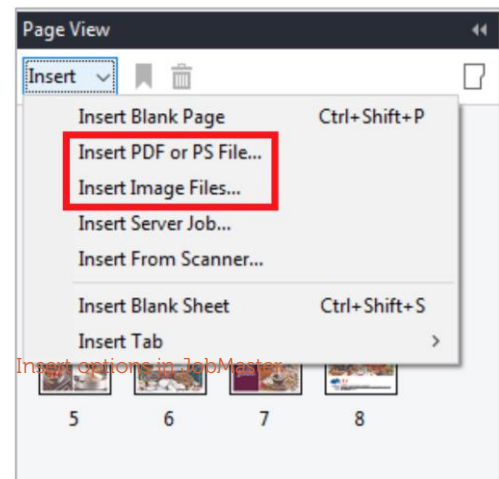 Page View
Insert
Insert Blank Page Ctrl+Shift+P
Insert PDF or PS File...
Insert Image Files...
Insert Server Job...
Insert From Scanner...
Insert Blank Sheet Ctrl+Shift+S
Insert Tab
Insert options in JobMaster
5 6 7 8